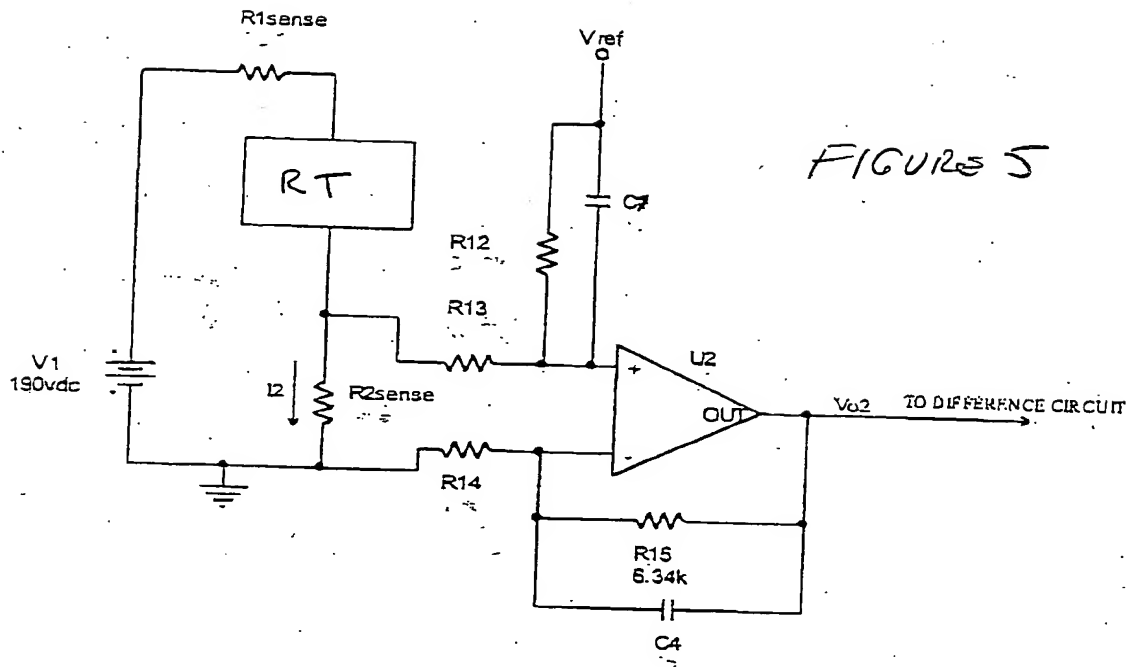 R1sense
Vref
FIGURE 5
RT
C7
R12
R13
V1
190vdc
I2
R2sense
+
U2
OUT
Vo2
TO DIFFERENCE CIRCUIT
-
R14
R15
6.34k
C4